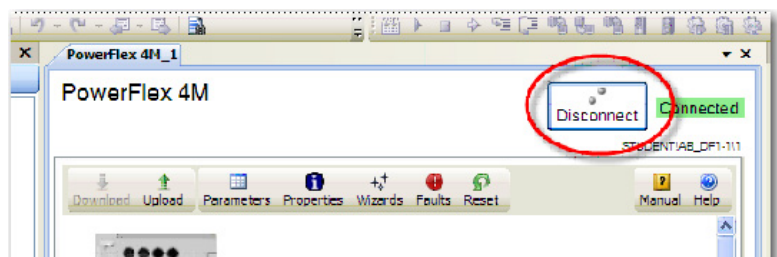 PowerFlex 4M_1
PowerFlex 4M
Disconnect
Connected
STUDENT\AB_DF1-1\1
Download Upload Parameters Properties Wizards Faults Reset Manual Help